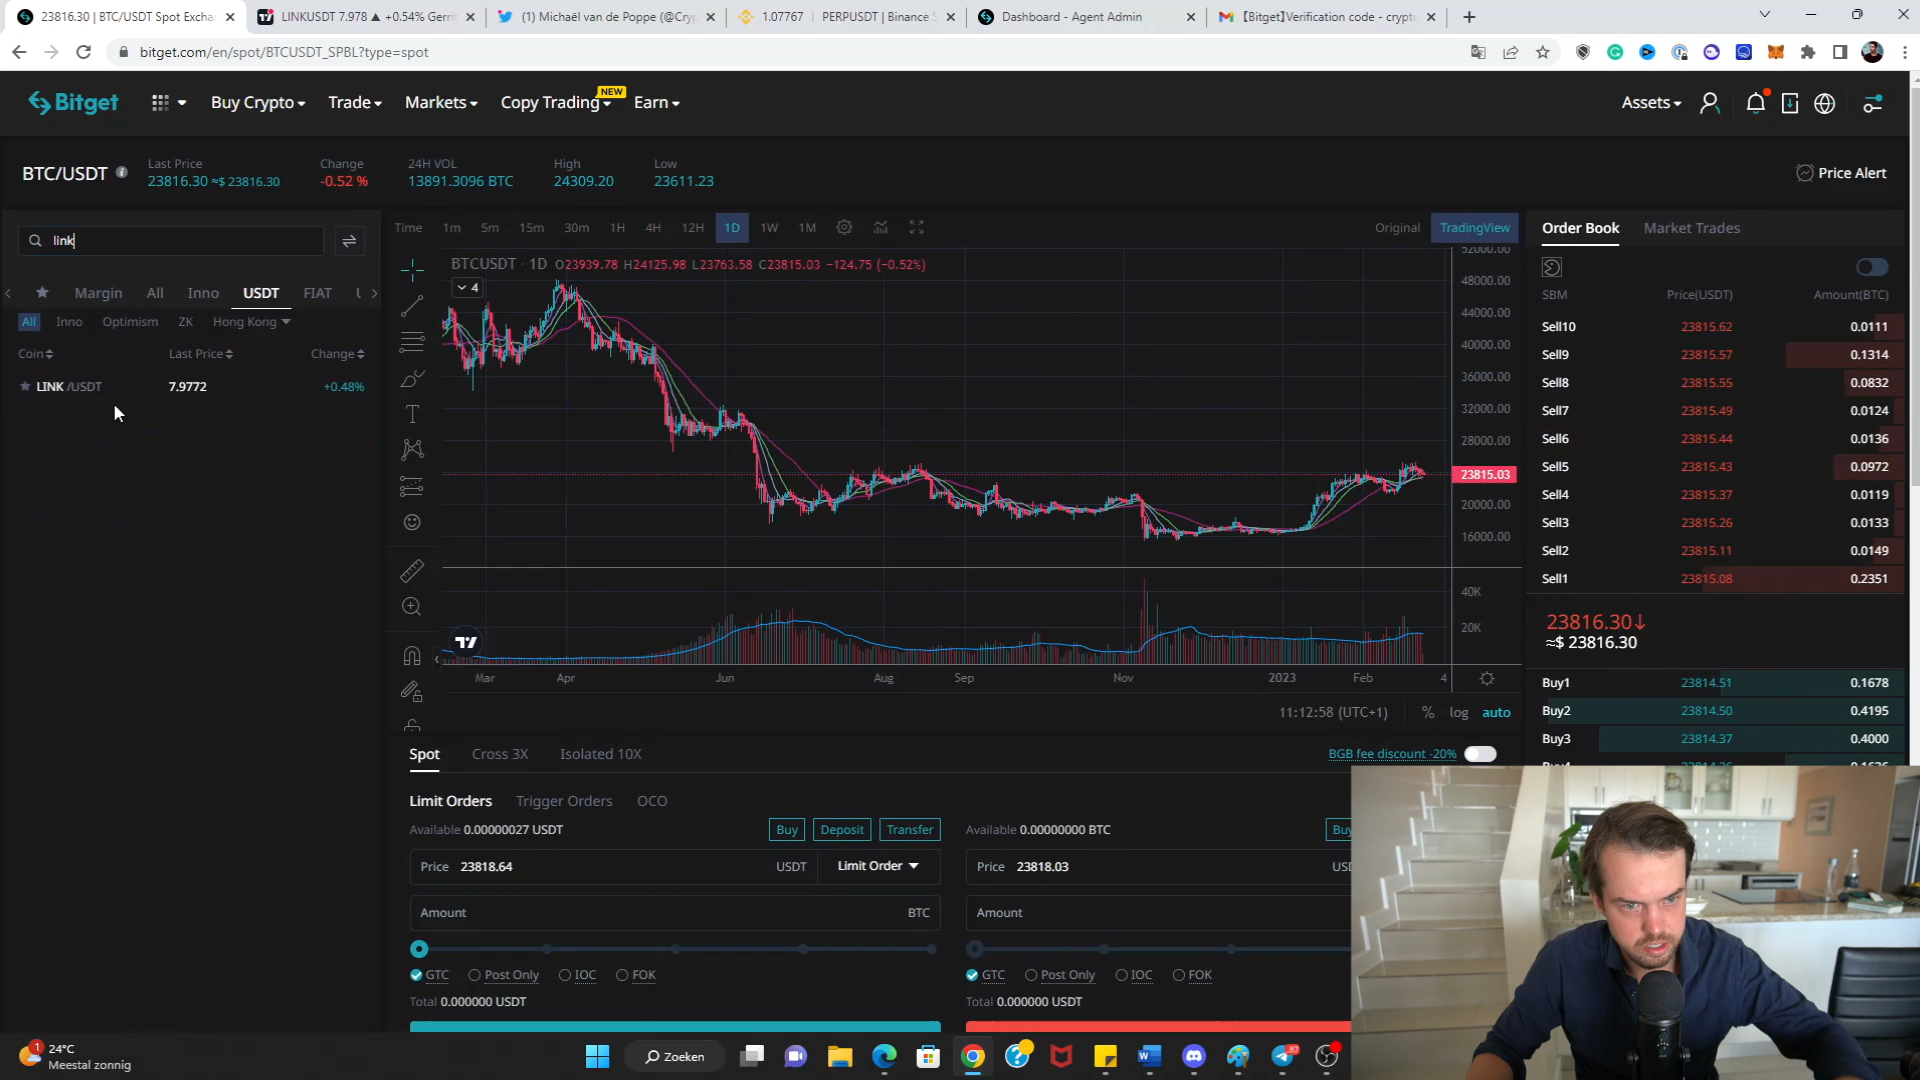 23816.30 | BTC/USDT Spot Excha
LINKUSDT 7.978 ▲ +0.54% Gerrit
(1) Michaël van de Poppe (@Cryp
1.07767 | PERPUSDT | Binance S
Dashboard - Agent Admin
【Bitget】Verification code - crypto
bitget.com/en/spot/BTCUSDT_SPBL?type=spot
Bitget
Buy Crypto
Trade
Markets
Copy Trading
NEW
Earn
Assets
BTC/USDT
Last Price
23816.30 ≈$ 23816.30
Change
-0.52 %
24H VOL
13891.3096 BTC
High
24309.20
Low
23611.23
Price Alert
link
Margin All Inno USDT FIAT
All Inno Optimism ZK Hong Kong
Coin Last Price Change
LINK /USDT 7.9772 +0.48%
Time 1m 5m 15m 30m 1H 4H 12H 1D 1W 1M
Original TradingView
BTCUSDT · 1D O23939.78 H24125.98 L23763.58 C23815.03 −124.75 (−0.52%)
4
52000.00
48000.00
44000.00
40000.00
36000.00
32000.00
28000.00
23815.03
20000.00
16000.00
40K
20K
Mar Apr Jun Aug Sep Nov 2023 Feb 4
11:12:58 (UTC+1) % log auto
Order Book Market Trades
SBM Price(USDT) Amount(BTC)
Sell10 23815.62 0.0111
Sell9 23815.57 0.1314
Sell8 23815.55 0.0832
Sell7 23815.49 0.0124
Sell6 23815.44 0.0136
Sell5 23815.43 0.0972
Sell4 23815.37 0.0119
Sell3 23815.26 0.0133
Sell2 23815.11 0.0149
Sell1 23815.08 0.2351
23816.30↓
≈$ 23816.30
Buy1 23814.51 0.1678
Buy2 23814.50 0.4195
Buy3 23814.37 0.4000
Spot Cross 3X Isolated 10X
BGB fee discount -20%
Limit Orders Trigger Orders OCO
Available 0.00000027 USDT
Buy Deposit Transfer
Price 23818.64 USDT Limit Order
Amount BTC
GTC Post Only IOC FOK
Total 0.000000 USDT
Available 0.00000000 BTC
Price 23818.03
Amount
GTC Post Only IOC FOK
Total 0.000000 USDT
1
24°C
Meestal zonnig
Zoeken